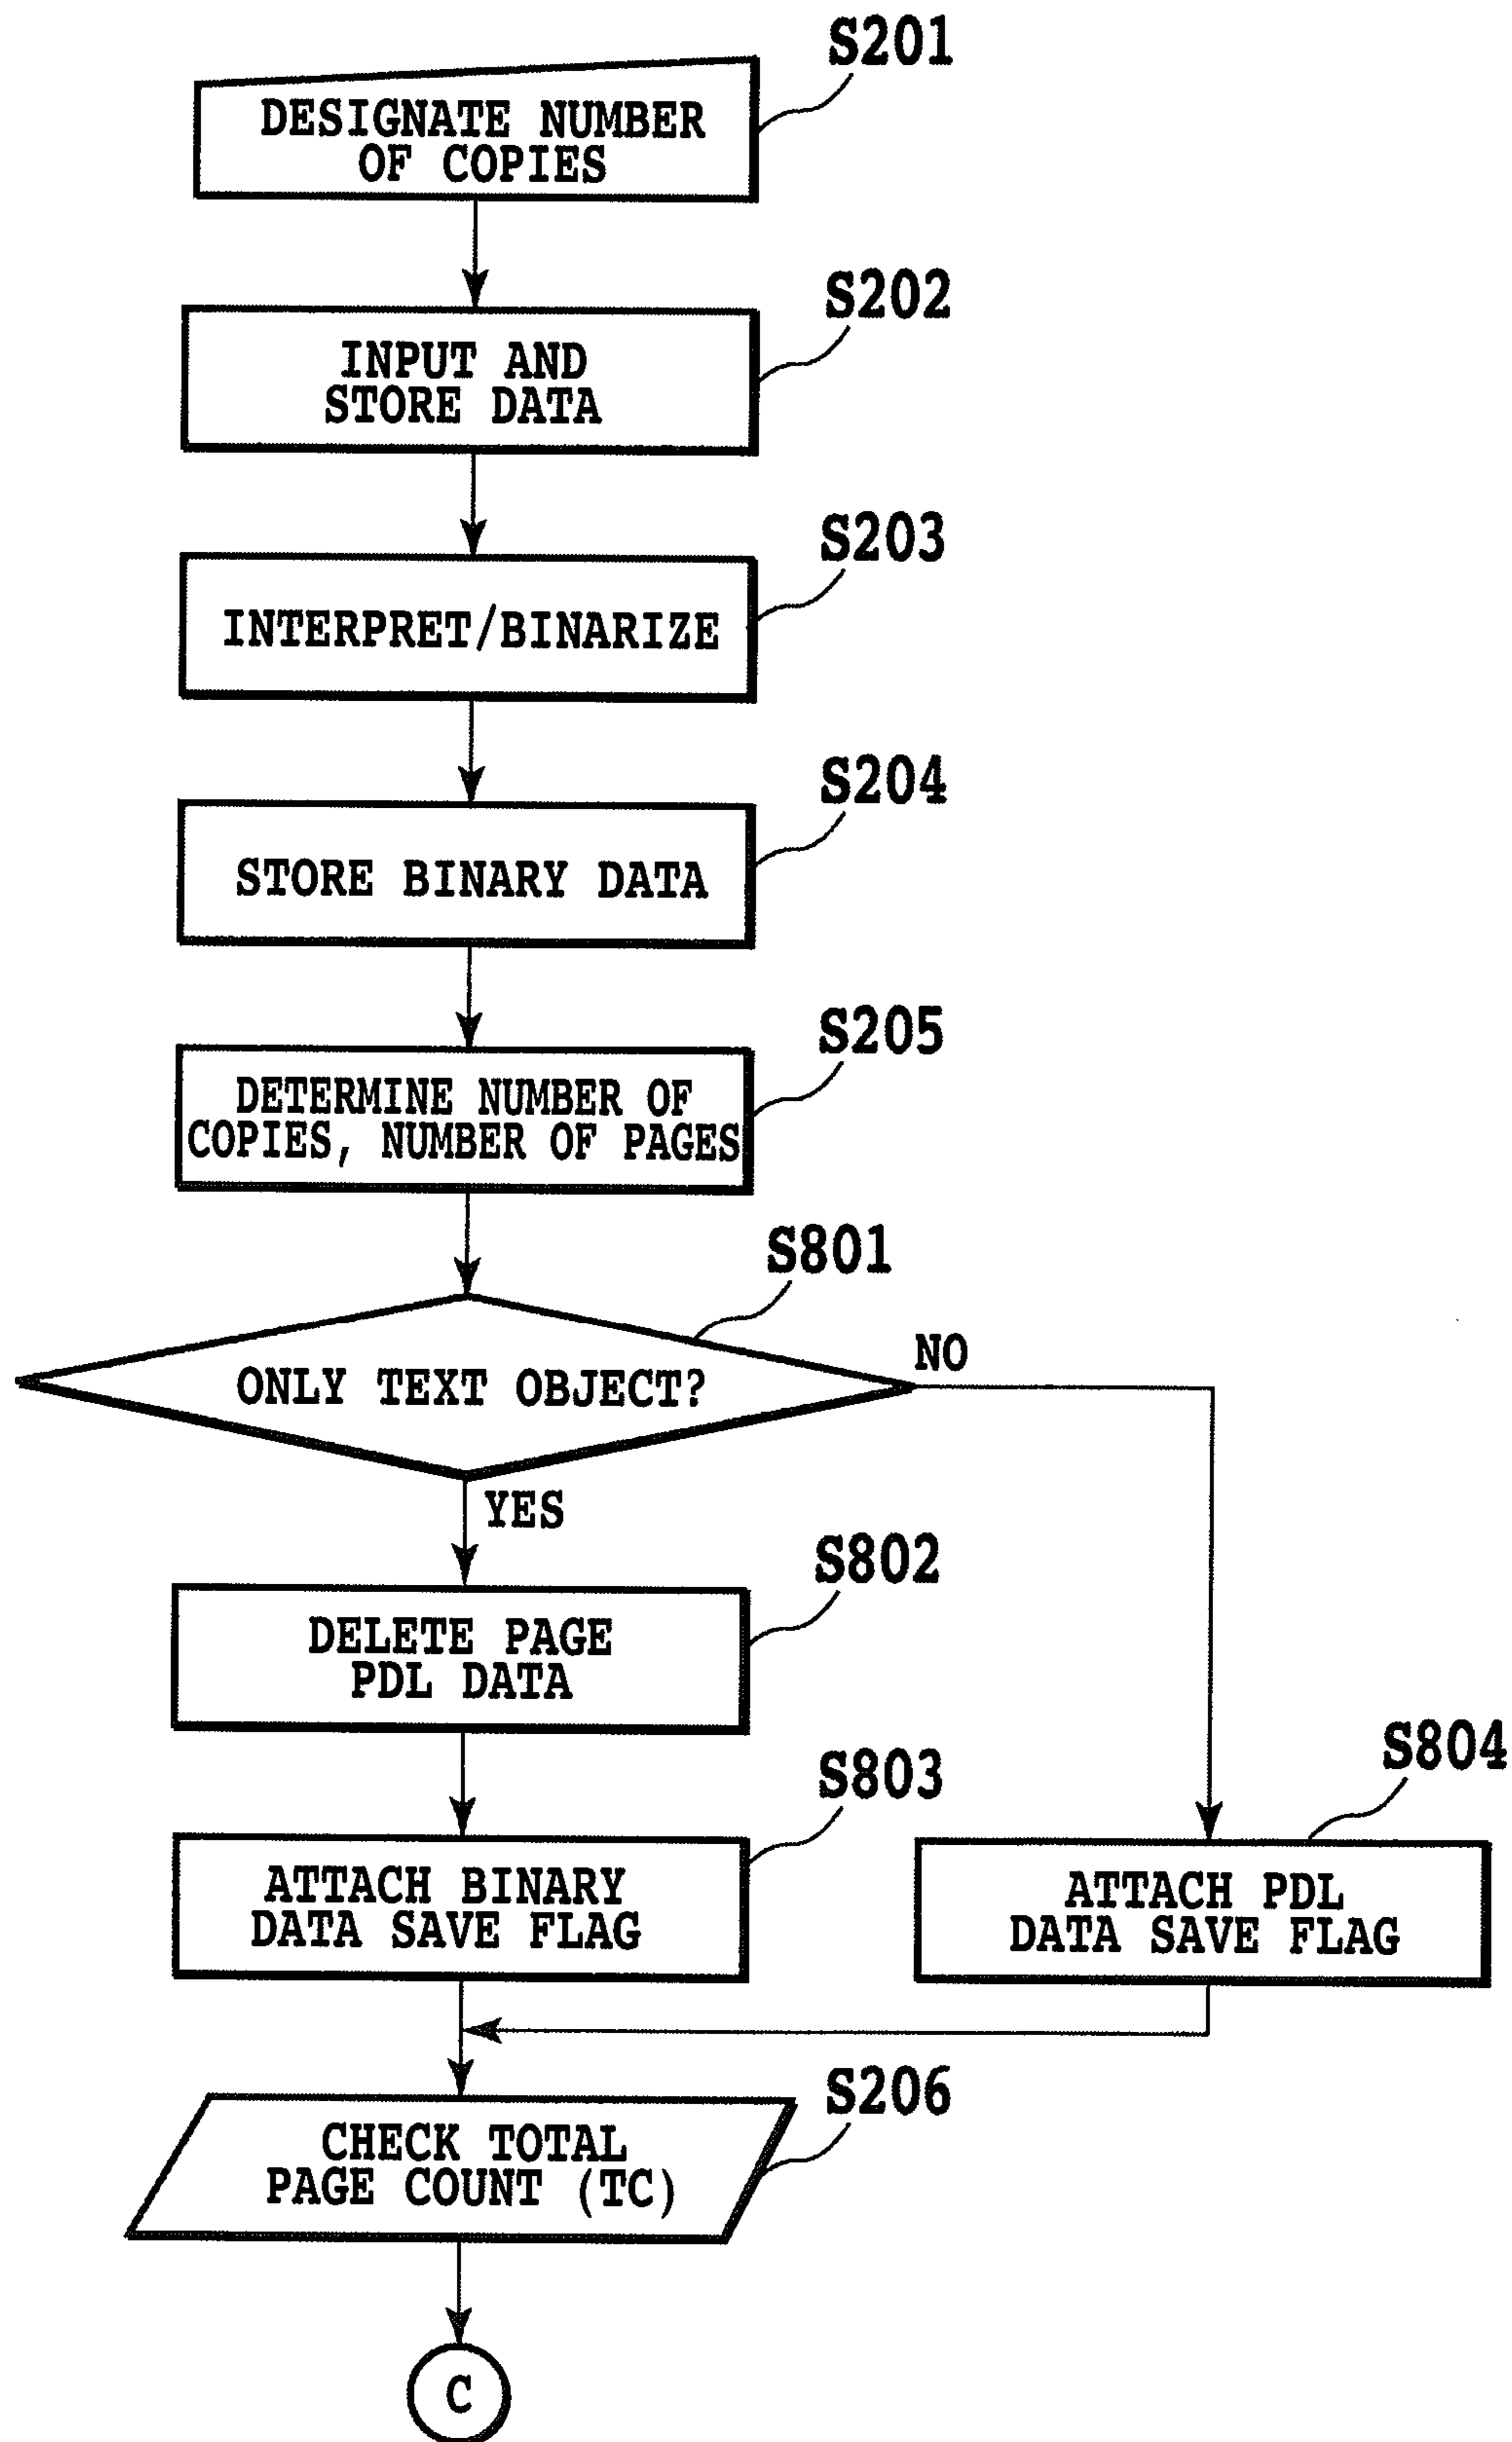 S201
DESIGNATE NUMBER
OF COPIES
S202
INPUT AND
STORE DATA
S203
INTERPRET/BINARIZE
S204
STORE BINARY DATA
S205
DETERMINE NUMBER OF
COPIES, NUMBER OF PAGES
S801
ONLY TEXT OBJECT?
NO
YES
S802
DELETE PAGE
PDL DATA
S803
ATTACH BINARY
DATA SAVE FLAG
S804
ATTACH PDL
DATA SAVE FLAG
S206
CHECK TOTAL
PAGE COUNT (TC)
C